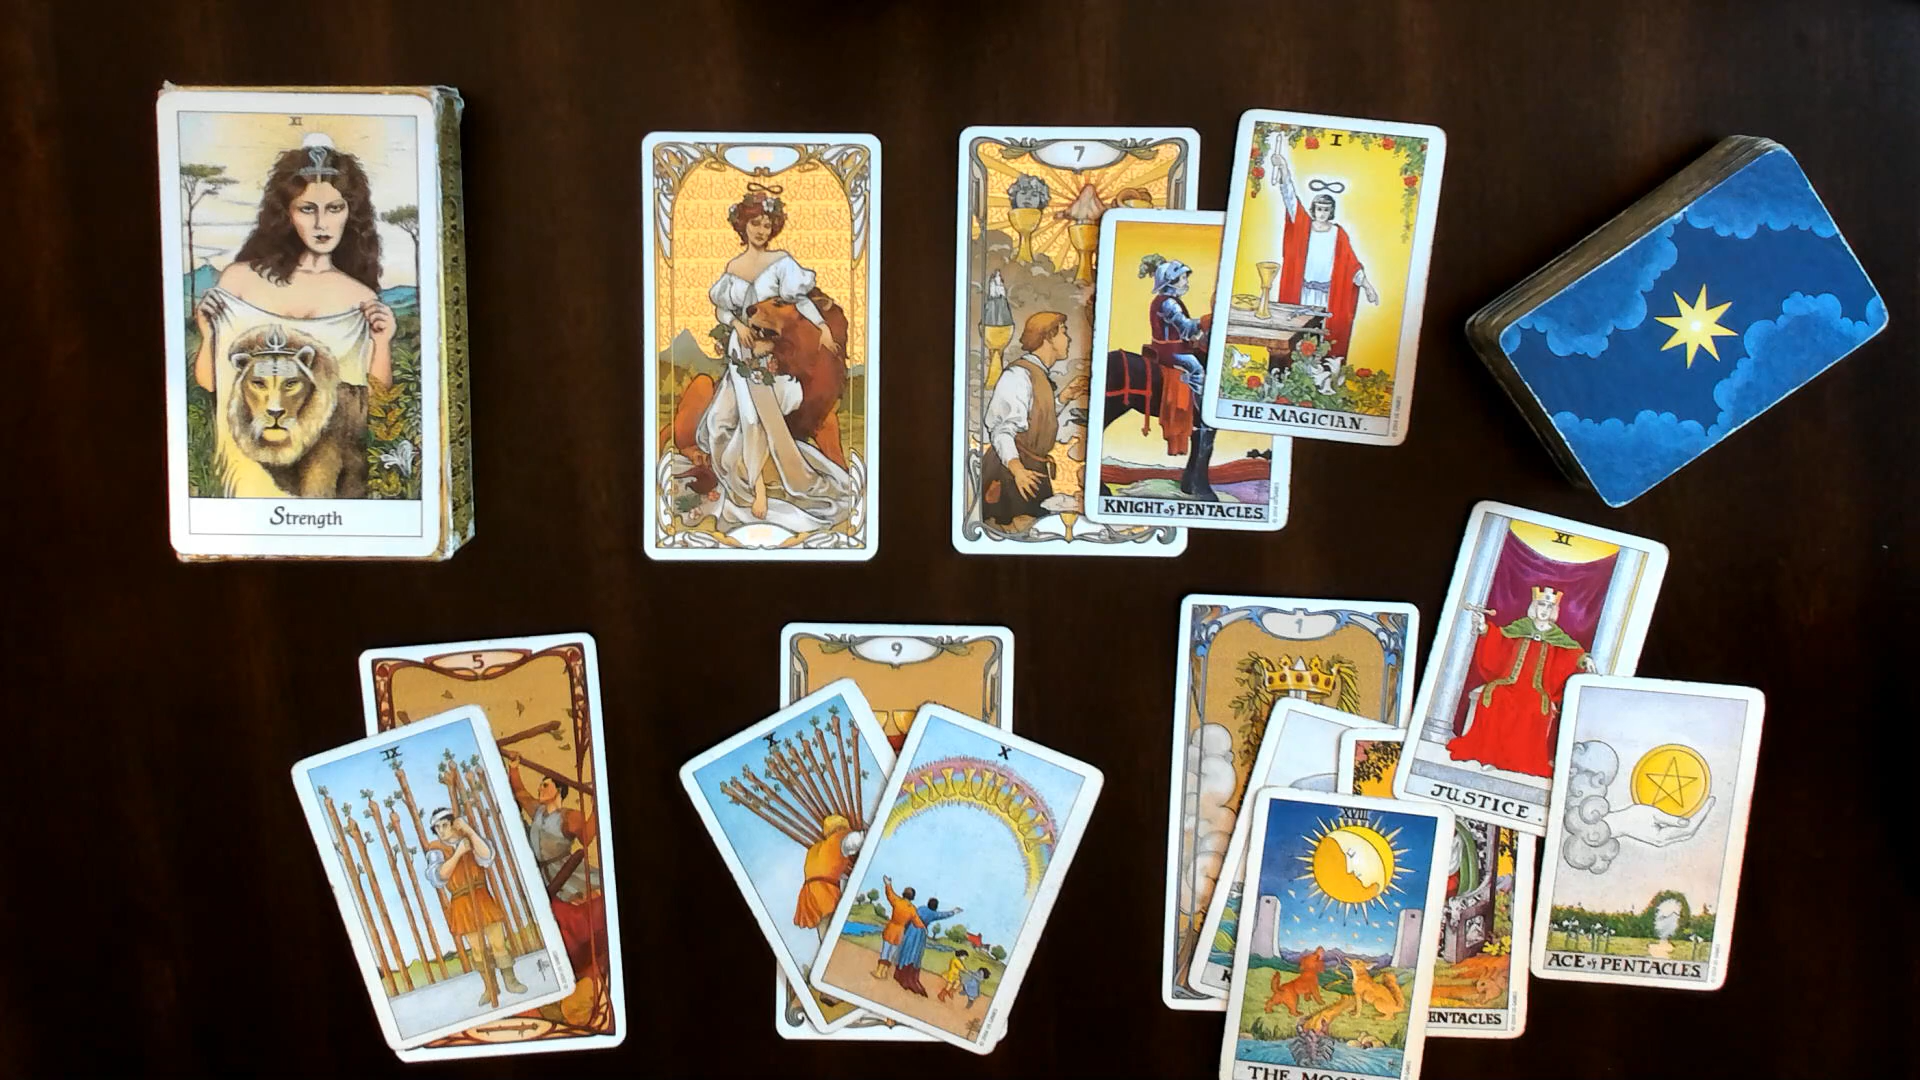 XI
Strength
7
I
THE MAGICIAN.
KNIGHT of PENTACLES.
XI
JUSTICE.
5
IX
9
X
X
1
XVIII
THE MOON
ENTACLES
ACE of PENTACLES.